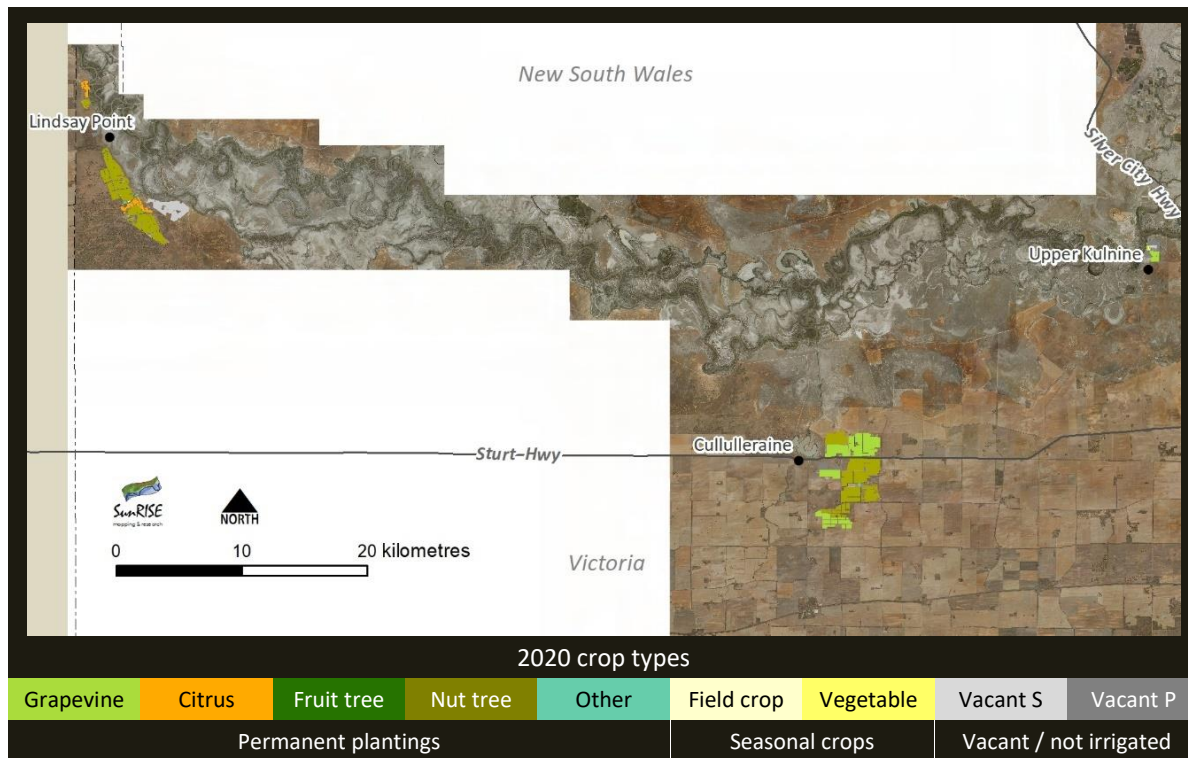 New South Wales
Lindsay Point
Silver City Hwy
Upper Kulnine
Cullulleraine
Sturt-Hwy
SunRISE
mapping & research
NORTH
0 10 20 kilometres
Victoria
2020 crop types
Grapevine Citrus Fruit tree Nut tree Other Field crop Vegetable Vacant S Vacant P
Permanent plantings Seasonal crops Vacant / not irrigated